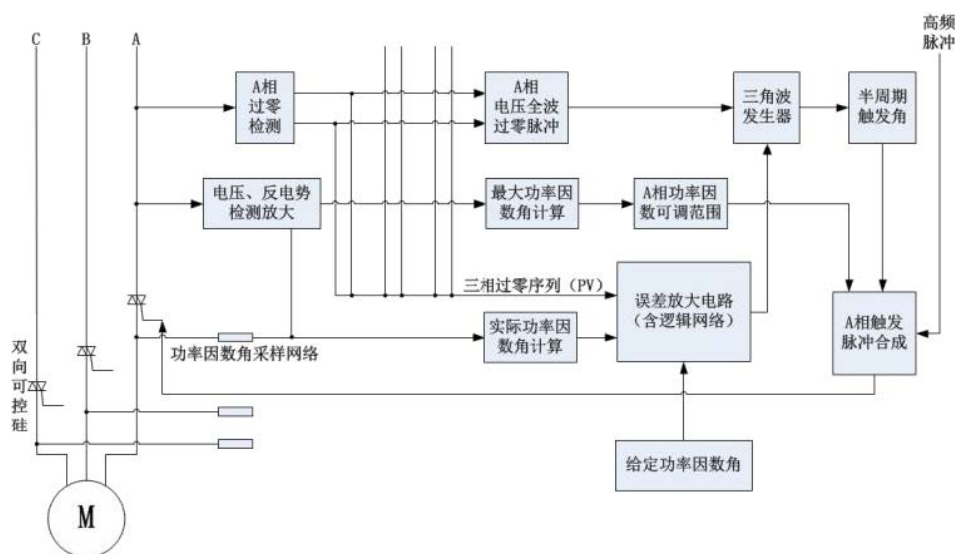 C
B
A
高频
脉冲
A相
过零
检测
A相
电压全波
过零脉冲
三角波
发生器
半周期
触发角
电压、反电势
检测放大
最大功率因
数角计算
A相功率因
数可调范围
三相过零序列（PV）
误差放大电路
（含逻辑网络）
A相触发
脉冲合成
功率因数角采样网络
实际功率因
数角计算
双
向
可
控
硅
给定功率因数角
M